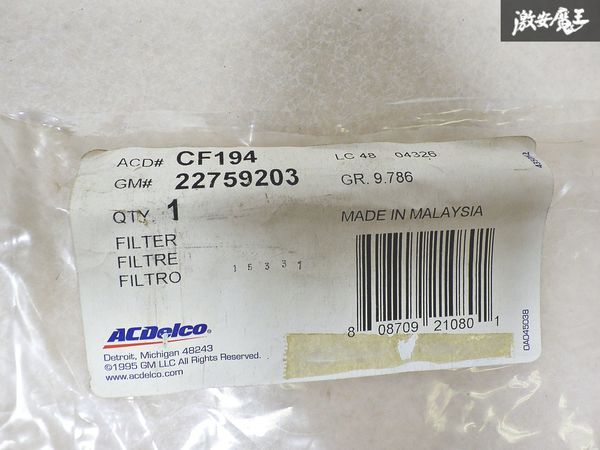 激安魔王
ACD# CF194 LC 48 04326
GM# 22759203 GR. 9.786
QTY. 1 MADE IN MALAYSIA
FILTER
FILTRE
FILTRO
15331
8 08709 21080 1
0A045038
ACDelco
Detroit, Michigan 48243
©1995 GM LLC All Rights Reserved.
www.acdelco.com